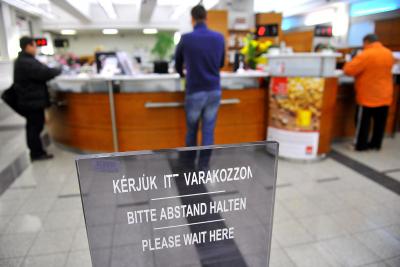 KÉRJÜK ITT VARAKOZZON
BITTE ABSTAND HALTEN
PLEASE WAIT HERE